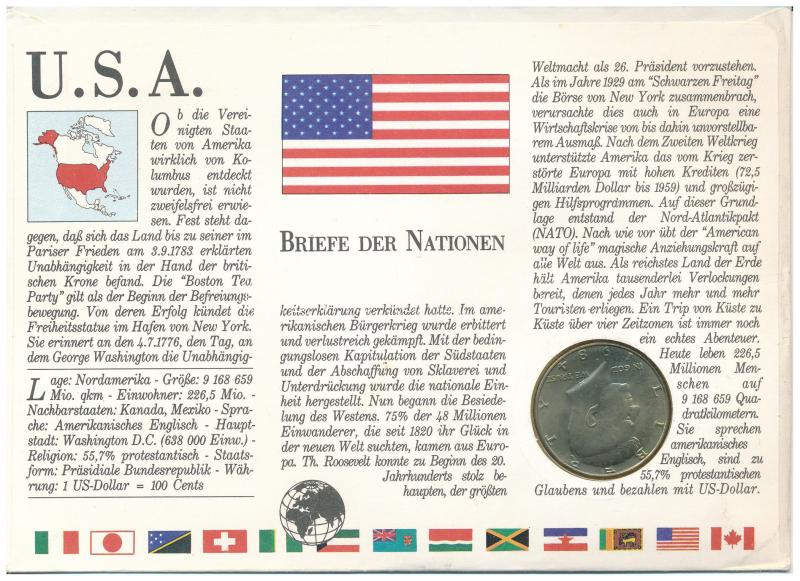 U.S.A.
Ob die Verei-
nigten Staa-
ten von Amerika
wirklich von Ko-
lumbus entdeckt
wurden, ist nicht
zweifelsfrei erwie-
sen. Fest steht da-
gegen, daß sich das Land bis zu seiner im
Pariser Frieden am 3.9.1783 erklärten
Unabhängigkeit in der Hand der briti-
schen Krone befand. Die "Boston Tea
Party" gilt als der Beginn der Befreiungs-
bewegung. Von deren Erfolg kündet die
Freiheitsstatue im Hafen von New York.
Sie erinnert an den 4.7.1776, den Tag, an
dem George Washington die Unabhängig-
Lage: Nordamerika - Größe: 9 168 659
Mio. qkm - Einwohner: 226,5 Mio. -
Nachbarstaaten: Kanada, Mexiko - Spra-
che: Amerikanisches Englisch - Haupt-
stadt: Washington D.C. (638 000 Einw.) -
Religion: 55,7% protestantisch - Staats-
form: Präsidiale Bundesrepublik - Wäh-
rung: 1 US-Dollar = 100 Cents
BRIEFE DER NATIONEN
keitserklärung verkündet hatte. Im ame-
rikanischen Bürgerkrieg wurde erbittert
und verlustreich gekämpft. Mit der bedin-
gungslosen Kapitulation der Südstaaten
und der Abschaffung von Sklaverei und
Unterdrückung wurde die nationale Ein-
heit hergestellt. Nun begann die Besiede-
lung des Westens. 75% der 48 Millionen
Einwanderer, die seit 1820 ihr Glück in
der neuen Welt suchten, kamen aus Euro-
pa. Th. Roosevelt konnte zu Beginn des 20.
Jahrhunderts stolz be-
haupten, der größten
Weltmacht als 26. Präsident vorzustehen.
Als im Jahre 1929 am "Schwarzen Freitag"
die Börse von New York zusammenbrach,
verursachte dies auch in Europa eine
Wirtschaftskrise von bis dahin unvorstellba-
rem Ausmaß. Nach dem Zweiten Weltkrieg
unterstützte Amerika das vom Krieg zer-
störte Europa mit hohen Krediten (72,5
Milliarden Dollar bis 1959) und großzügi-
gen Hilfsprogrammen. Auf dieser Grund-
lage entstand der Nord-Atlantikpakt
(NATO). Nach wie vor übt der "American
way of life" magische Anziehungskraft auf
alle Welt aus. Als reichstes Land der Erde
hält Amerika tausenderlei Verlockungen
bereit, denen jedes Jahr mehr und mehr
Touristen erliegen. Ein Trip von Küste zu
Küste über vier Zeitzonen ist immer noch
ein echtes Abenteuer.
Heute leben 226,5
Millionen Men-
schen auf
9 168 659 Qua-
dratkilometern.
Sie sprechen
amerikanisches
Englisch, sind zu
55,7% protestantischen
Glaubens und bezahlen mit US-Dollar.
LIBERTY
IN GOD
WE TRUST